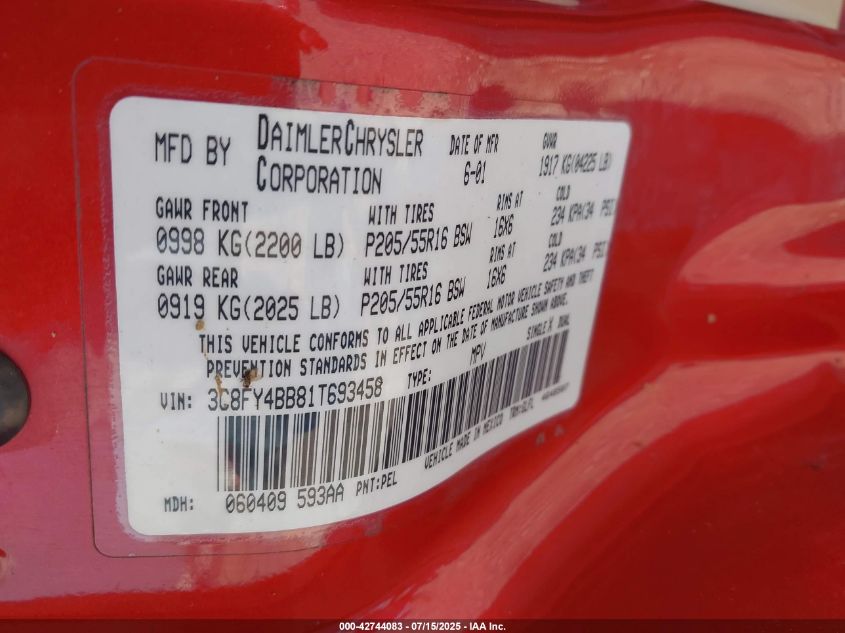 MFD BY DAIMLERCHRYSLER CORPORATION DATE OF MFR 6-01 GVWR 1917 KG(04225 LB)
GAWR FRONT WITH TIRES RIMS AT COLD
0998 KG(2200 LB) P205/55R16 BSW 16X6 234 KPA(34 PSI
GAWR REAR WITH TIRES RIMS AT COLD
0919 KG(2025 LB) P205/55R16 BSW 16X6 234 KPA(34 PSI
THIS VEHICLE CONFORMS TO ALL APPLICABLE FEDERAL MOTOR VEHICLE SAFETY AND THEFT
PREVENTION STANDARDS IN EFFECT ON THE DATE OF MANUFACTURE SHOWN ABOVE.
VIN: 3C8FY4BB81T693458 TYPE: MPV SINGLE X DUAL
VEHICLE MADE IN MEXICO
MDH: 060409 593AA PNT:PEL
000-42744083 - 07/15/2025 - IAA Inc.